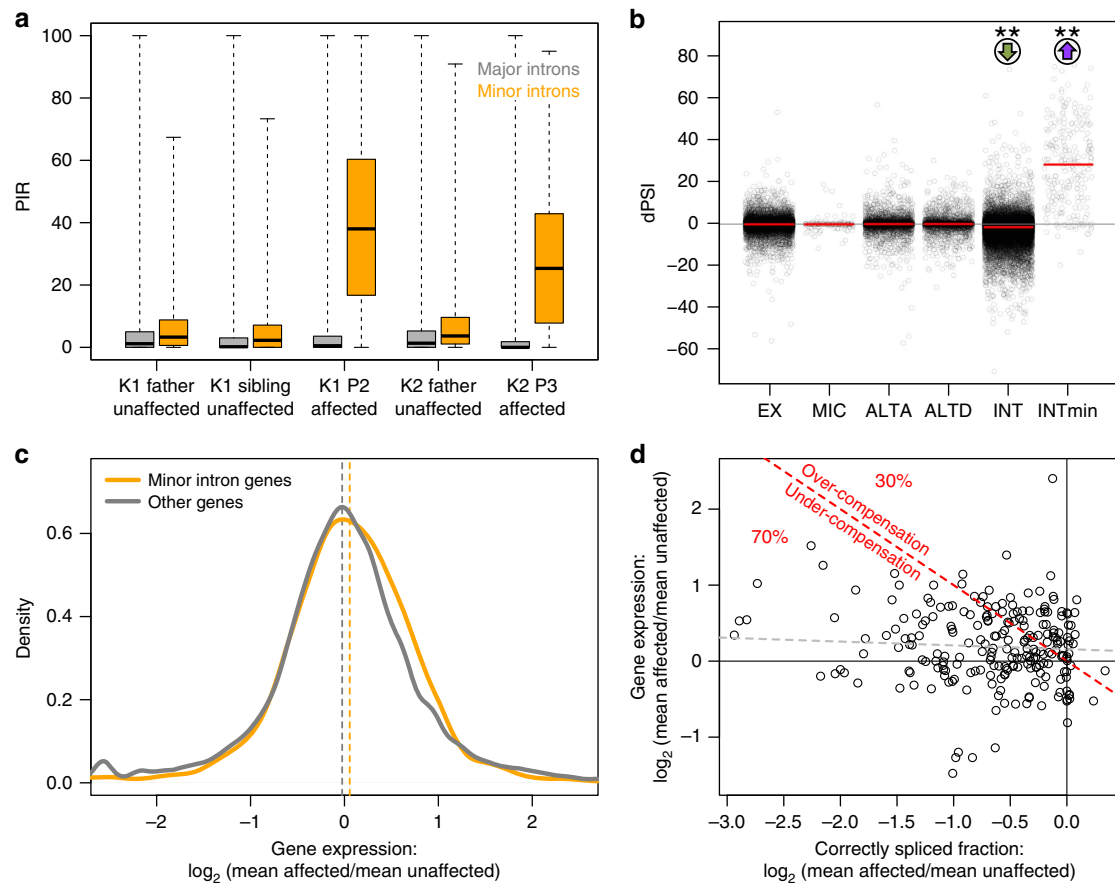 a
PIR
100
80
60
40
20
0
Major introns
Minor introns
K1 father
unaffected
K1 sibling
unaffected
K1 P2
affected
K2 father
unaffected
K2 P3
affected
b
dPSI
80
60
40
20
0
−20
−40
−60
**
**
EX
MIC
ALTA
ALTD
INT
INTmin
c
Minor intron genes
Other genes
Density
0.6
0.4
0.2
0.0
−2
−1
0
1
2
Gene expression:
log2 (mean affected/mean unaffected)
d
Gene expression:
log2 (mean affected/mean unaffected)
2
1
0
−1
30%
Over-compensation
Under-compensation
70%
−3.0
−2.5
−2.0
−1.5
−1.0
−0.5
0.0
Correctly spliced fraction:
log2 (mean affected/mean unaffected)